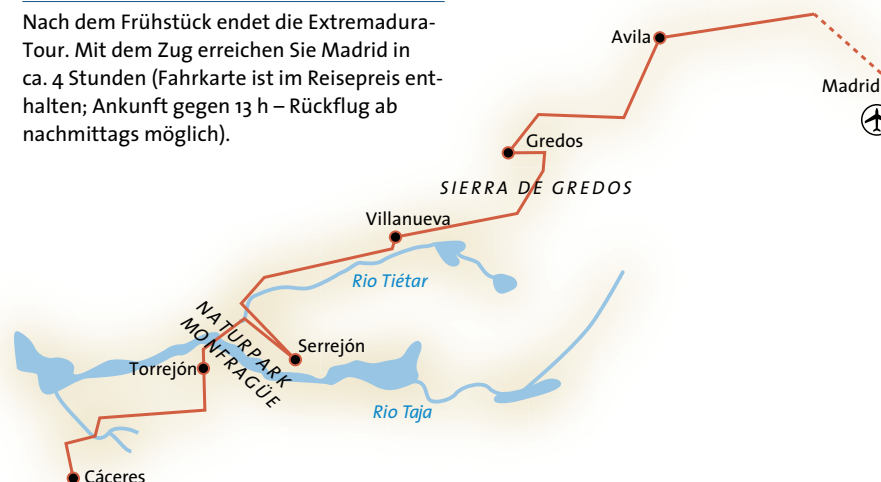 Nach dem Frühstück endet die Extremadura-
Tour. Mit dem Zug erreichen Sie Madrid in
ca. 4 Stunden (Fahrkarte ist im Reisepreis ent-
halten; Ankunft gegen 13 h – Rückflug ab
nachmittags möglich).
Avila
Madrid
Gredos
SIERRA DE GREDOS
Villanueva
Rio Tiétar
NATURPARK
MONFRAGÜE
Serrejón
Torrejón
Rio Taja
Cáceres